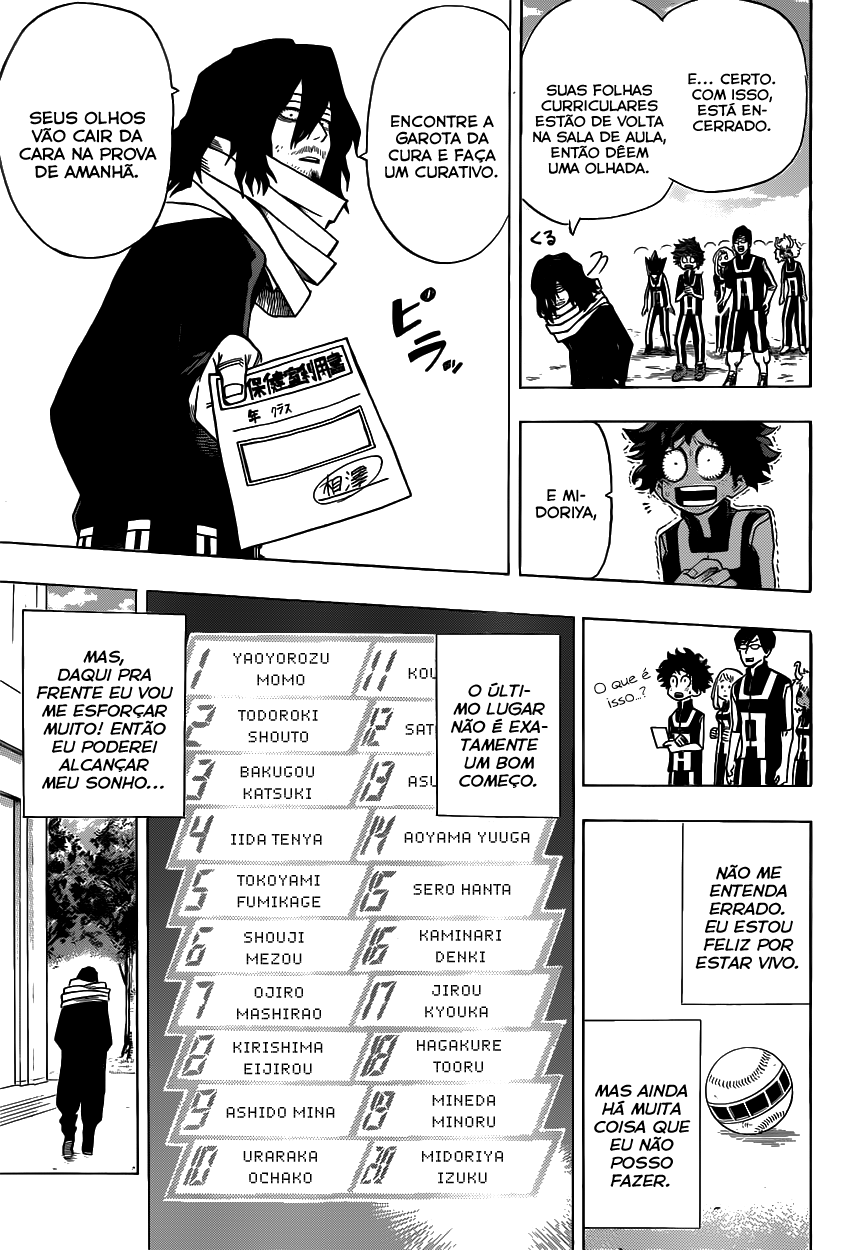 E... CERTO.
COM ISSO,
ESTÁ EN-
CERRADO.
SUAS FOLHAS
CURRICULARES
ESTÃO DE VOLTA
NA SALA DE AULA,
ENTÃO DÊEM
UMA OLHADA.
くる
E MI-
DORIYA,
ENCONTRE A
GAROTA DA
CURA E FAÇA
UM CURATIVO.
SEUS OLHOS
VÃO CAIR DA
CARA NA PROVA
DE AMANHÃ.
ピラッ
保健室利用書
年 クラス
相澤
O que é
isso..?
NÃO ME
ENTENDA
ERRADO.
EU ESTOU
FELIZ POR
ESTAR VIVO.
MAS AINDA
HÁ MUITA
COISA QUE
EU NÃO
POSSO
FAZER.
O ÚLTI-
MO LUGAR
NÃO É EXA-
TAMENTE
UM BOM
COMEÇO.
1 YAOYOROZU
MOMO
2 TODOROKI
SHOUTO
3 BAKUGOU
KATSUKI
4 IIDA TENYA
5 TOKOYAMI
FUMIKAGE
6 SHOUJI
MEZOU
7 OJIRO
MASHIRAO
8 KIRISHIMA
EIJIROU
9 ASHIDO MINA
10 URARAKA
OCHAKO
11 KOU
12 SAT
13 ASU
14 AOYAMA YUUGA
15 SERO HANTA
16 KAMINARI
DENKI
17 JIROU
KYOUKA
18 HAGAKURE
TOORU
19 MINEDA
MINORU
20 MIDORIYA
IZUKU
MAS,
DAQUI PRA
FRENTE EU VOU
ME ESFORÇAR
MUITO! ENTÃO
EU PODEREI
ALCANÇAR
MEU SONHO...